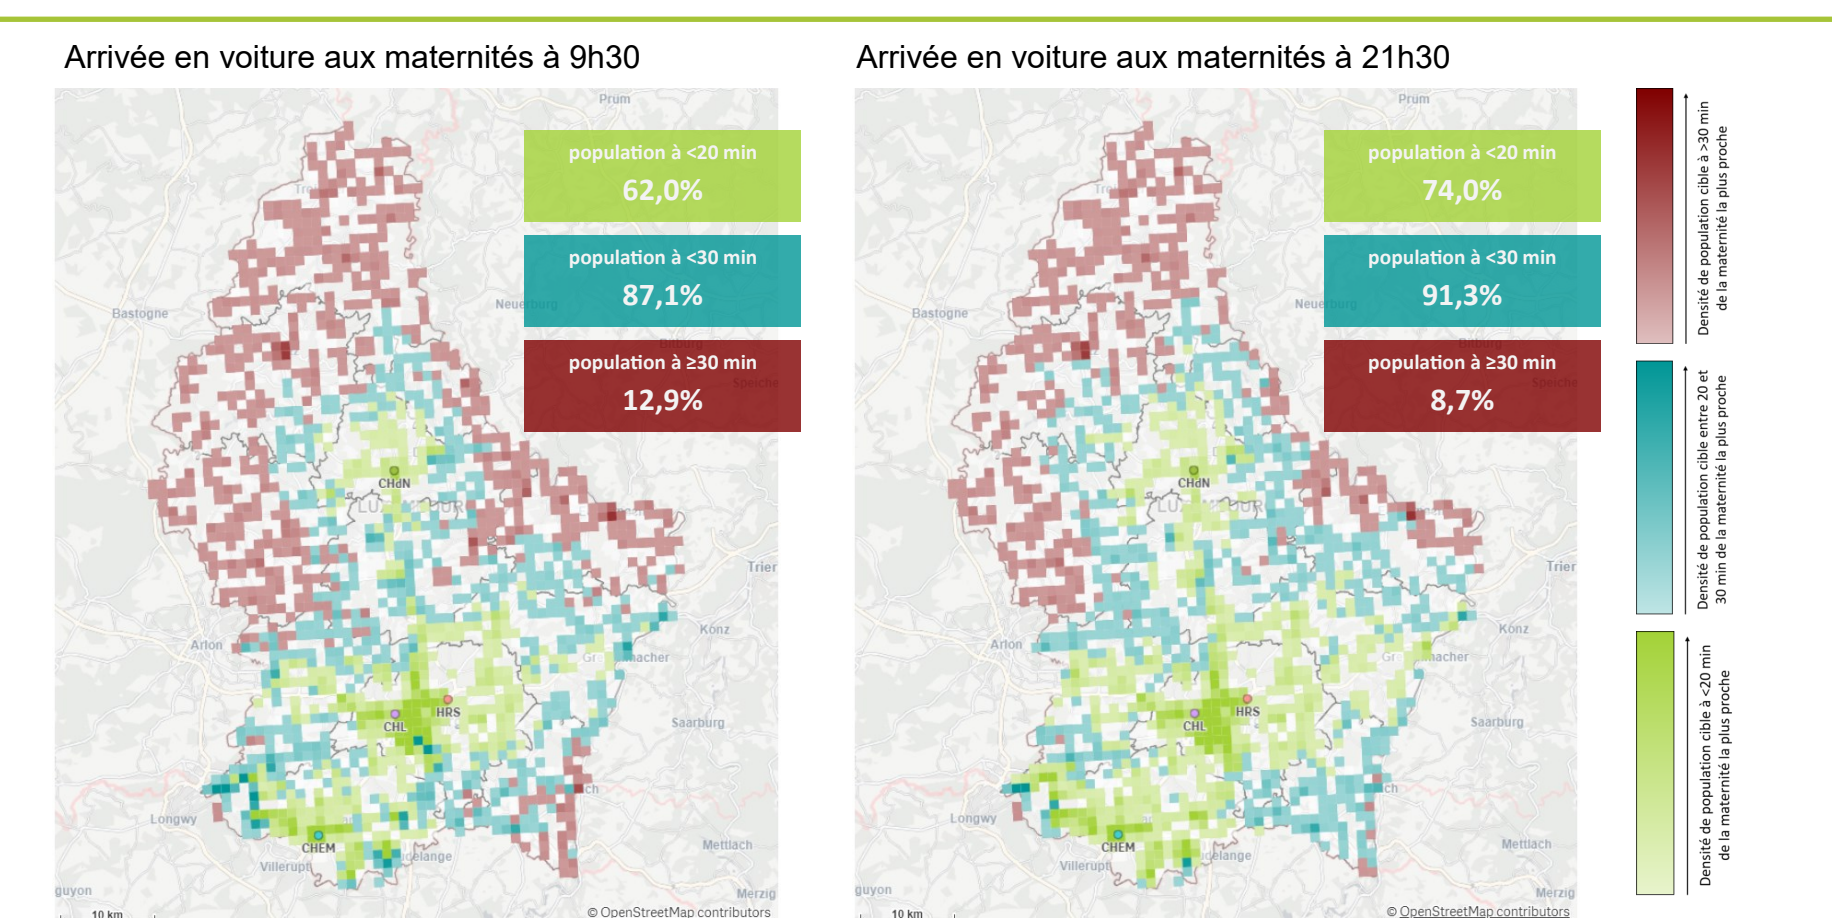 Arrivée en voiture aux maternités à 9h30
Prum
population à <20 min
62,0%
population à <30 min
87,1%
population à ≥30 min
12,9%
Bastogne
CHdN
Trier
Konz
Arlon
HRS
CHL
Saarburg
Longwy
CHEM
Villerupt
Mettlach
Merzig
10 km
© OpenStreetMap contributors
Arrivée en voiture aux maternités à 21h30
Prum
population à <20 min
74,0%
population à <30 min
91,3%
population à ≥30 min
8,7%
Bastogne
CHdN
Trier
Konz
Arlon
HRS
CHL
Saarburg
Longwy
CHEM
Villerupt
Mettlach
Merzig
10 km
© OpenStreetMap contributors
Densité de population cible à >30 min
de la maternité la plus proche
Densité de population cible entre 20 et
30 min de la maternité la plus proche
Densité de population cible à <20 min
de la maternité la plus proche